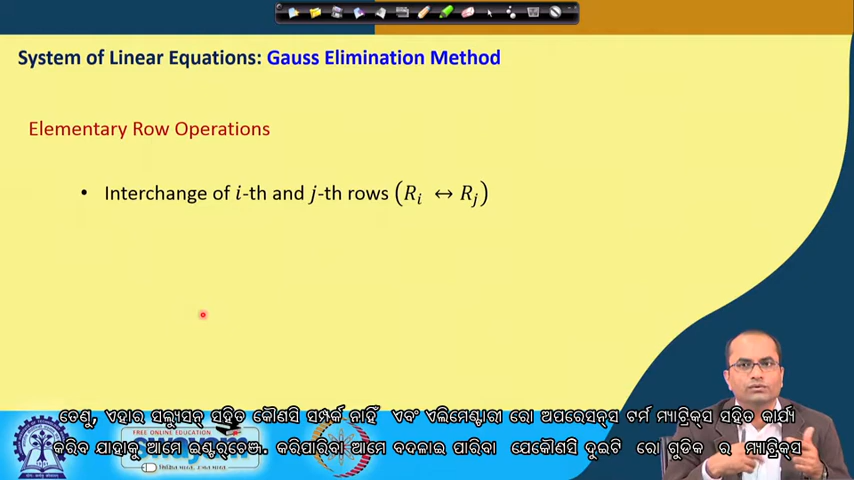 System of Linear Equations: Gauss Elimination Method
Elementary Row Operations
• Interchange of i-th and j-th rows (Rᵢ ↔ Rⱼ)
ତେଣୁ, ଏହାର ସଲ୍ୟୁସନ୍ ସହିତ କୌଣସି ସମ୍ପର୍କ ନାହିଁ ଏବଂ ଏଲିମେଣ୍ଟାରୀ ରୋ ଅପରେସନ୍ସ ଟର୍ମ ମ୍ୟାଟ୍ରିକ୍ସ ସହିତ କାର୍ଯ୍ୟ
କରିବ ଯାହାକୁ ଆମେ ଇଣ୍ଟର୍ଚେଞ୍ଜ. କରିପାରିବା ଆମେ ବଦଳାଇ ପାରିବା ଯେକୌଣସି ଦୁଇଟି ରୋ ଗୁଡିକ ର ମ୍ୟାଟ୍ରିକ୍ସ
FREE ONLINE EDUCATION
swayam